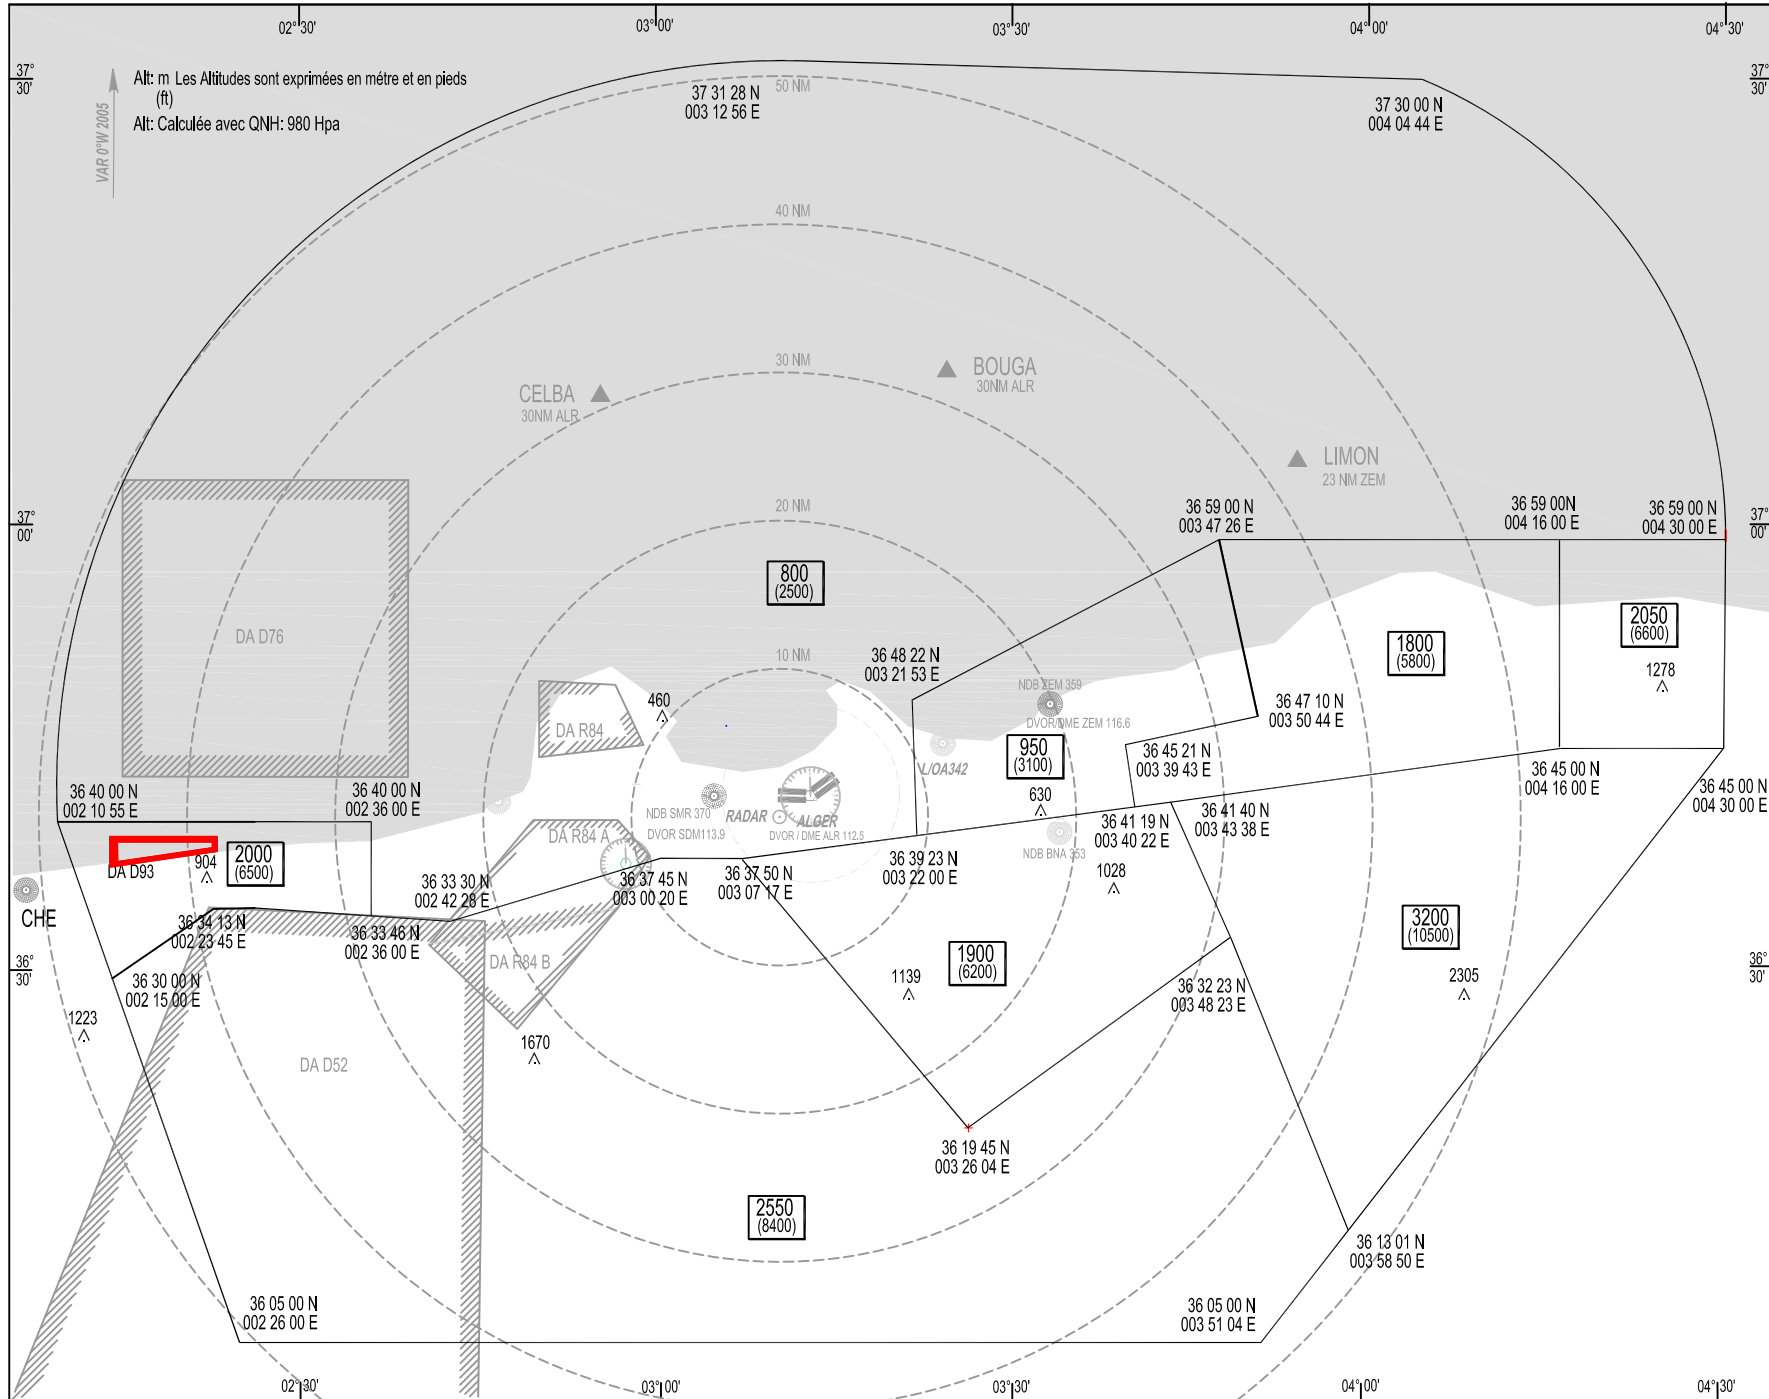 02° 30'
03° 00'
03° 30'
04° 00'
04° 30'
37°
30'
37°
30'
VAR 0°W 2005
Alt: m Les Altitudes sont exprimées en métre et en pieds
(ft)
Alt: Calculée avec QNH: 980 Hpa
50 NM
37 31 28 N
003 12 56 E
37 30 00 N
004 04 44 E
40 NM
30 NM
CELBA
30NM ALR
BOUGA
30NM ALR
LIMON
23 NM ZEM
20 NM
37°
00'
37°
00'
36 59 00 N
003 47 26 E
36 59 00N
004 16 00 E
36 59 00 N
004 30 00 E
800
(2500)
DA D76
10 NM
36 48 22 N
003 21 53 E
1800
(5800)
2050
(6600)
1278
NDB ZEM 359
DVOR/DME ZEM 116.6
460
DA R84
36 47 10 N
003 50 44 E
950
(3100)
630
L/OA342
36 45 21 N
003 39 43 E
36 45 00 N
004 16 00 E
36 45 00 N
004 30 00 E
36 40 00 N
002 10 55 E
36 40 00 N
002 36 00 E
NDB SMR 370
DVOR SDM113.9
RADAR
ALGER
DVOR / DME ALR 112.5
DA R84 A
36 41 19 N
003 40 22 E
36 41 40 N
003 43 38 E
NDB BNA 353
1028
DA D93
904
2000
(6500)
36 39 23 N
003 22 00 E
36 37 45 N
003 00 20 E
36 37 50 N
003 07 17 E
36 33 30 N
002 42 28 E
CHE
36 34 13 N
002 23 45 E
36 33 46 N
002 36 00 E
3200
(10500)
2305
36°
30'
36°
30'
36 30 00 N
002 15 00 E
DA R84 B
1900
(6200)
1139
36 32 23 N
003 48 23 E
1223
1670
DA D52
36 19 45 N
003 26 04 E
2550
(8400)
36 13 01 N
003 58 50 E
36 05 00 N
002 26 00 E
36 05 00 N
003 51 04 E
02° 30'
03° 00'
03° 30'
04° 00'
04° 30'